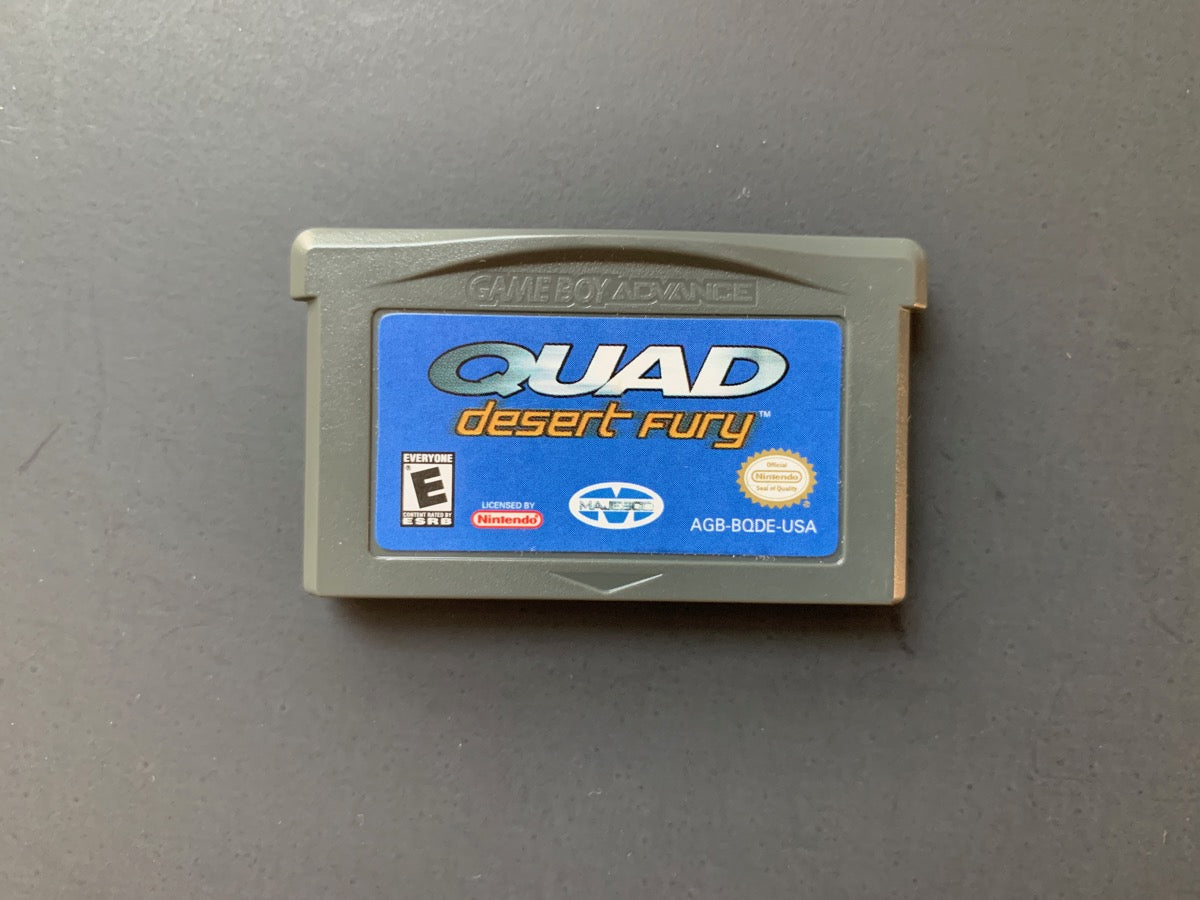 GAME BOY ADVANCE
QUAD
desert fury™
EVERYONE
E
®
CONTENT RATED BY
ESRB
LICENSED BY
Nintendo
MAJESCO
Official
Nintendo
Seal of Quality
®
AGB-BQDE-USA